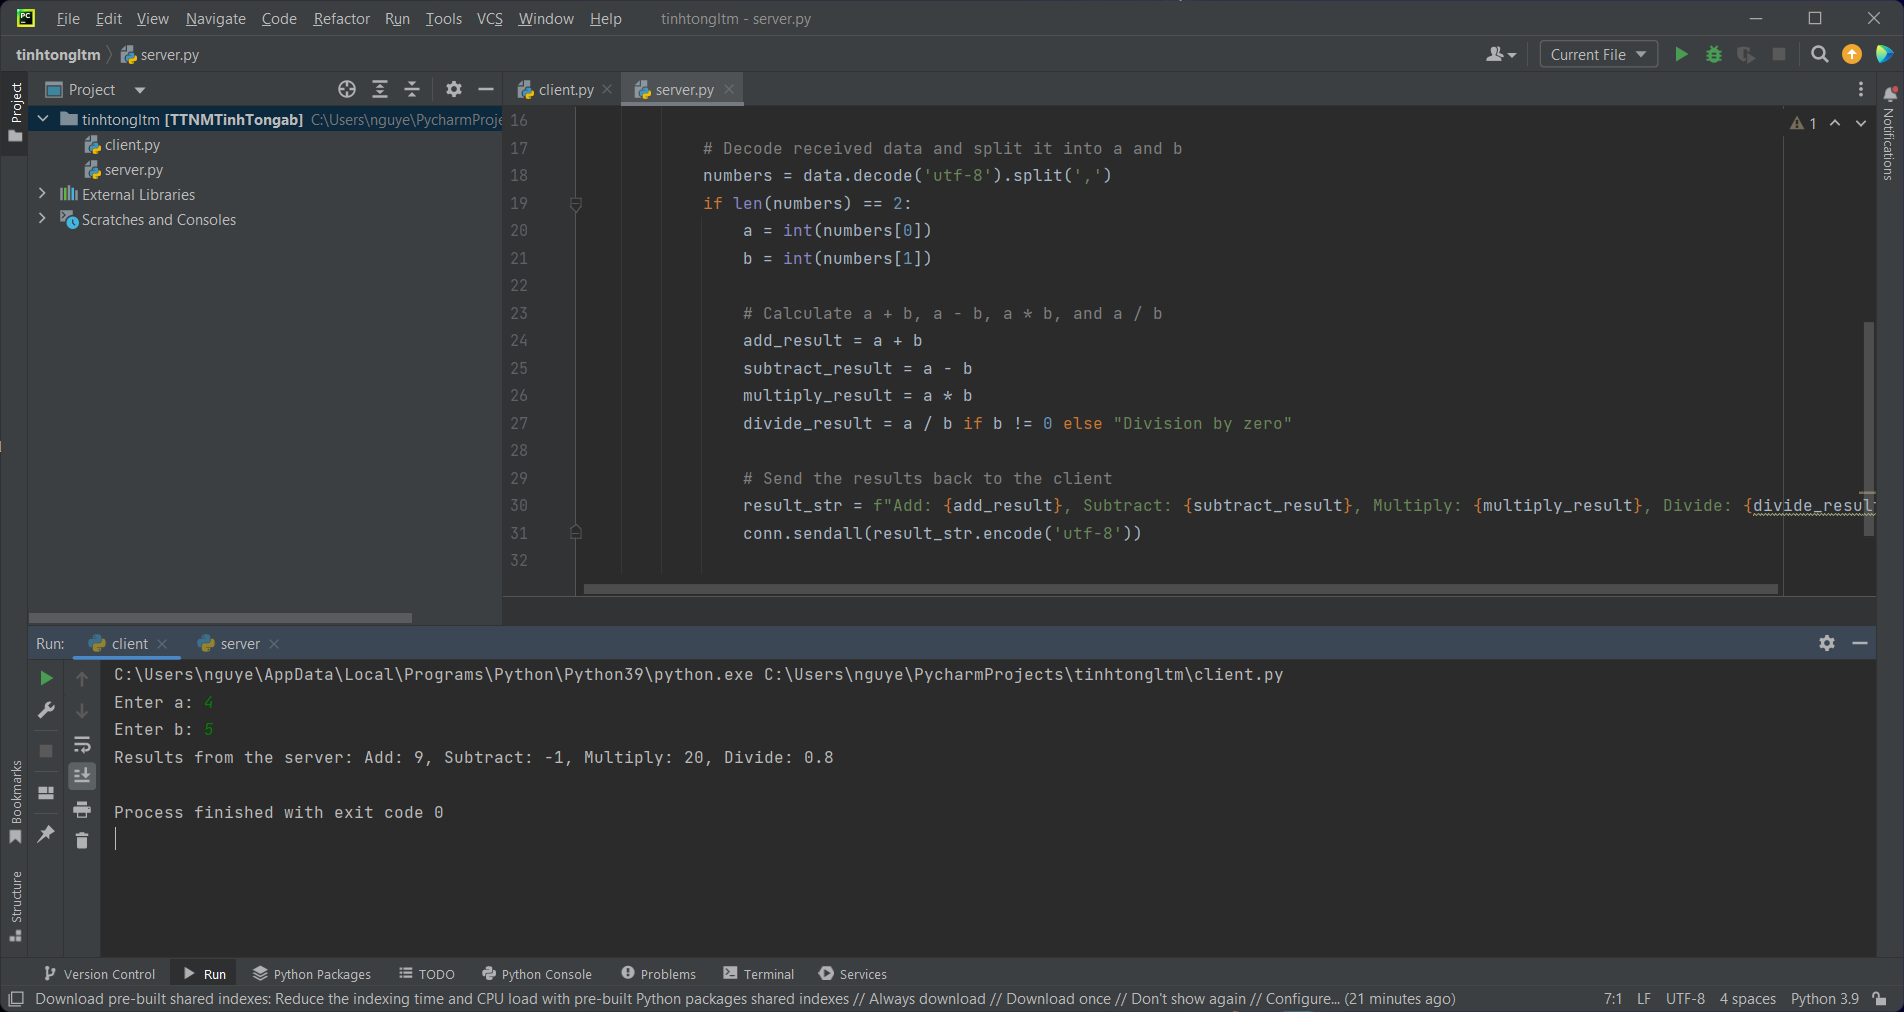 PC File Edit View Navigate Code Refactor Run Tools VCS Window Help tinhtongltm - server.py
tinhtongltm server.py Current File
Project
Project client.py server.py
tinhtongltm [TTNMTinhTongab] C:\Users\nguye\PycharmProje
client.py
server.py
External Libraries
Scratches and Consoles
1
Notifications
16
17 # Decode received data and split it into a and b
18 numbers = data.decode('utf-8').split(',')
19 if len(numbers) == 2:
20 a = int(numbers[0])
21 b = int(numbers[1])
22
23 # Calculate a + b, a - b, a * b, and a / b
24 add_result = a + b
25 subtract_result = a - b
26 multiply_result = a * b
27 divide_result = a / b if b != 0 else "Division by zero"
28
29 # Send the results back to the client
30 result_str = f"Add: {add_result}, Subtract: {subtract_result}, Multiply: {multiply_result}, Divide: {divide_result
31 conn.sendall(result_str.encode('utf-8'))
32
Run: client server
C:\Users\nguye\AppData\Local\Programs\Python\Python39\python.exe C:\Users\nguye\PycharmProjects\tinhtongltm\client.py
Enter a: 4
Enter b: 5
Results from the server: Add: 9, Subtract: -1, Multiply: 20, Divide: 0.8
Process finished with exit code 0
Bookmarks
Structure
Version Control Run Python Packages TODO Python Console Problems Terminal Services
Download pre-built shared indexes: Reduce the indexing time and CPU load with pre-built Python packages shared indexes // Always download // Download once // Don't show again // Configure... (21 minutes ago) 7:1 LF UTF-8 4 spaces Python 3.9